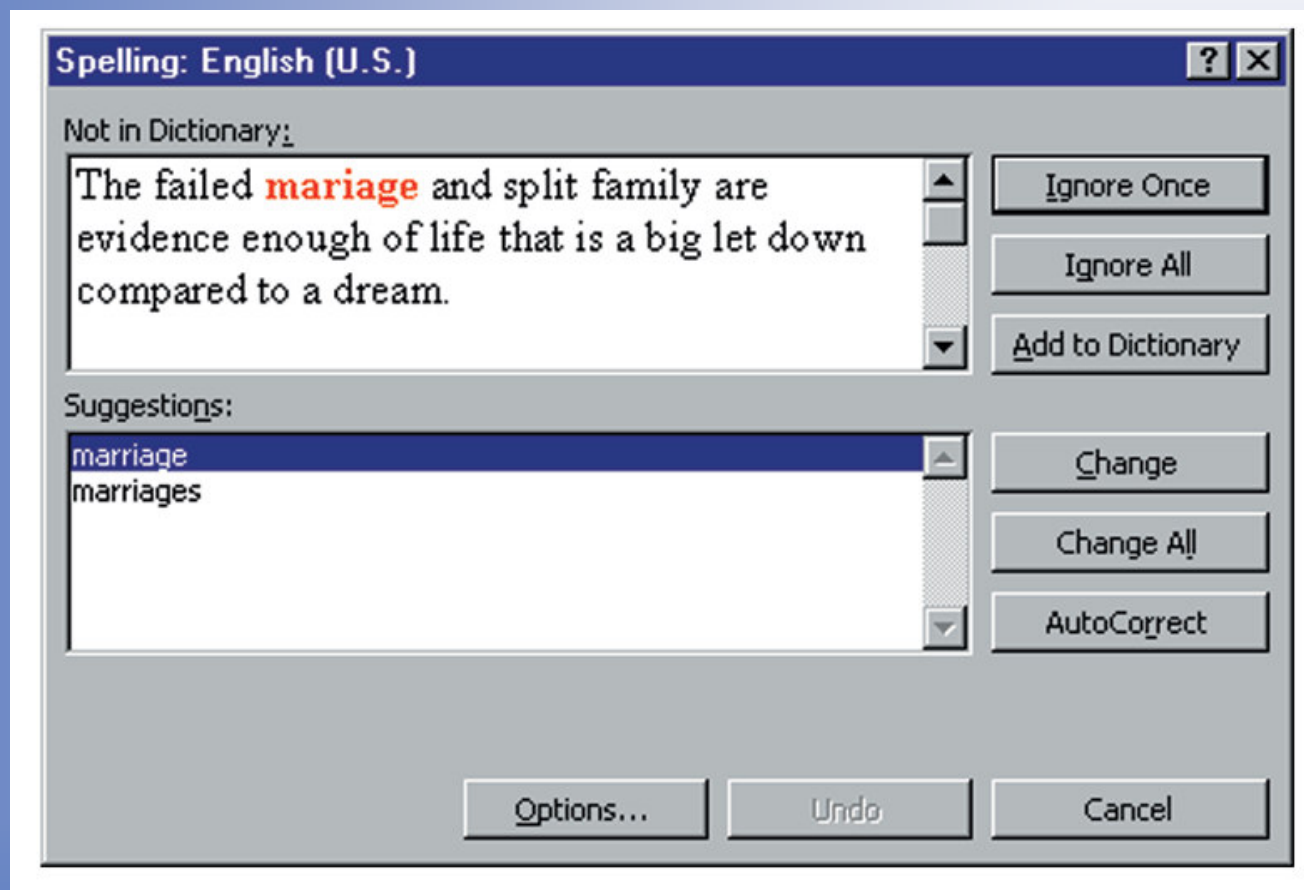 Spelling: English (U.S.)
?
Not in Dictionary:
The failed mariage and split family are
evidence enough of life that is a big let down
compared to a dream.
Ignore Once
Ignore All
Add to Dictionary
Suggestions:
marriage
marriages
Change
Change All
AutoCorrect
Options...
Undo
Cancel